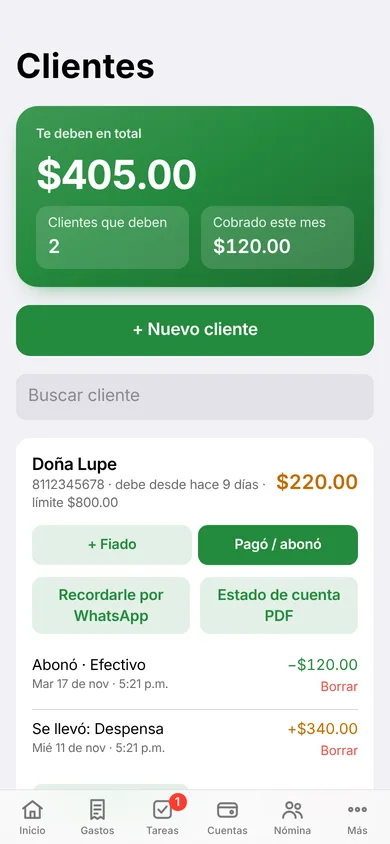 Clientes
Te deben en total
$405.00
Clientes que deben
2
Cobrado este mes
$120.00
+ Nuevo cliente
Buscar cliente
Doña Lupe
8112345678 · debe desde hace 9 días ·
límite $800.00
$220.00
+ Fiado
Pagó / abonó
Recordarle por
WhatsApp
Estado de cuenta
PDF
Abonó · Efectivo
−$120.00
Mar 17 de nov · 5:21 p.m.
Borrar
Se llevó: Despensa
+$340.00
Mié 11 de nov · 5:21 p.m.
Borrar
1
Inicio
Gastos
Tareas
Cuentas
Nómina
Más